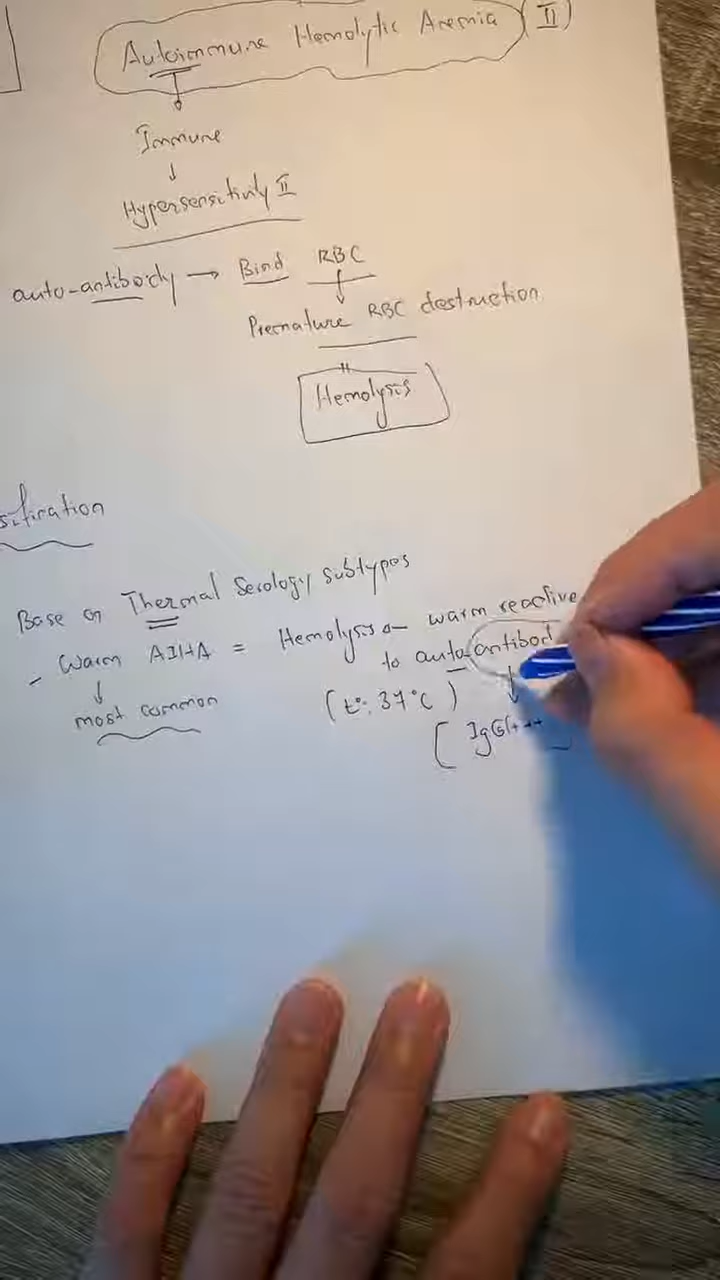 Autoimmune Hemolytic Anemia (II)
Immune
↓
Hypersensitivity II
auto-antibody → Bind RBC
Premature RBC destruction
Hemolysis
sification
Base on Thermal Serology subtypes
- Warm AIHA = Hemolysis warm reactive
to auto-antibod
↓
most common
(t°: 37°C)
[IgG(+++